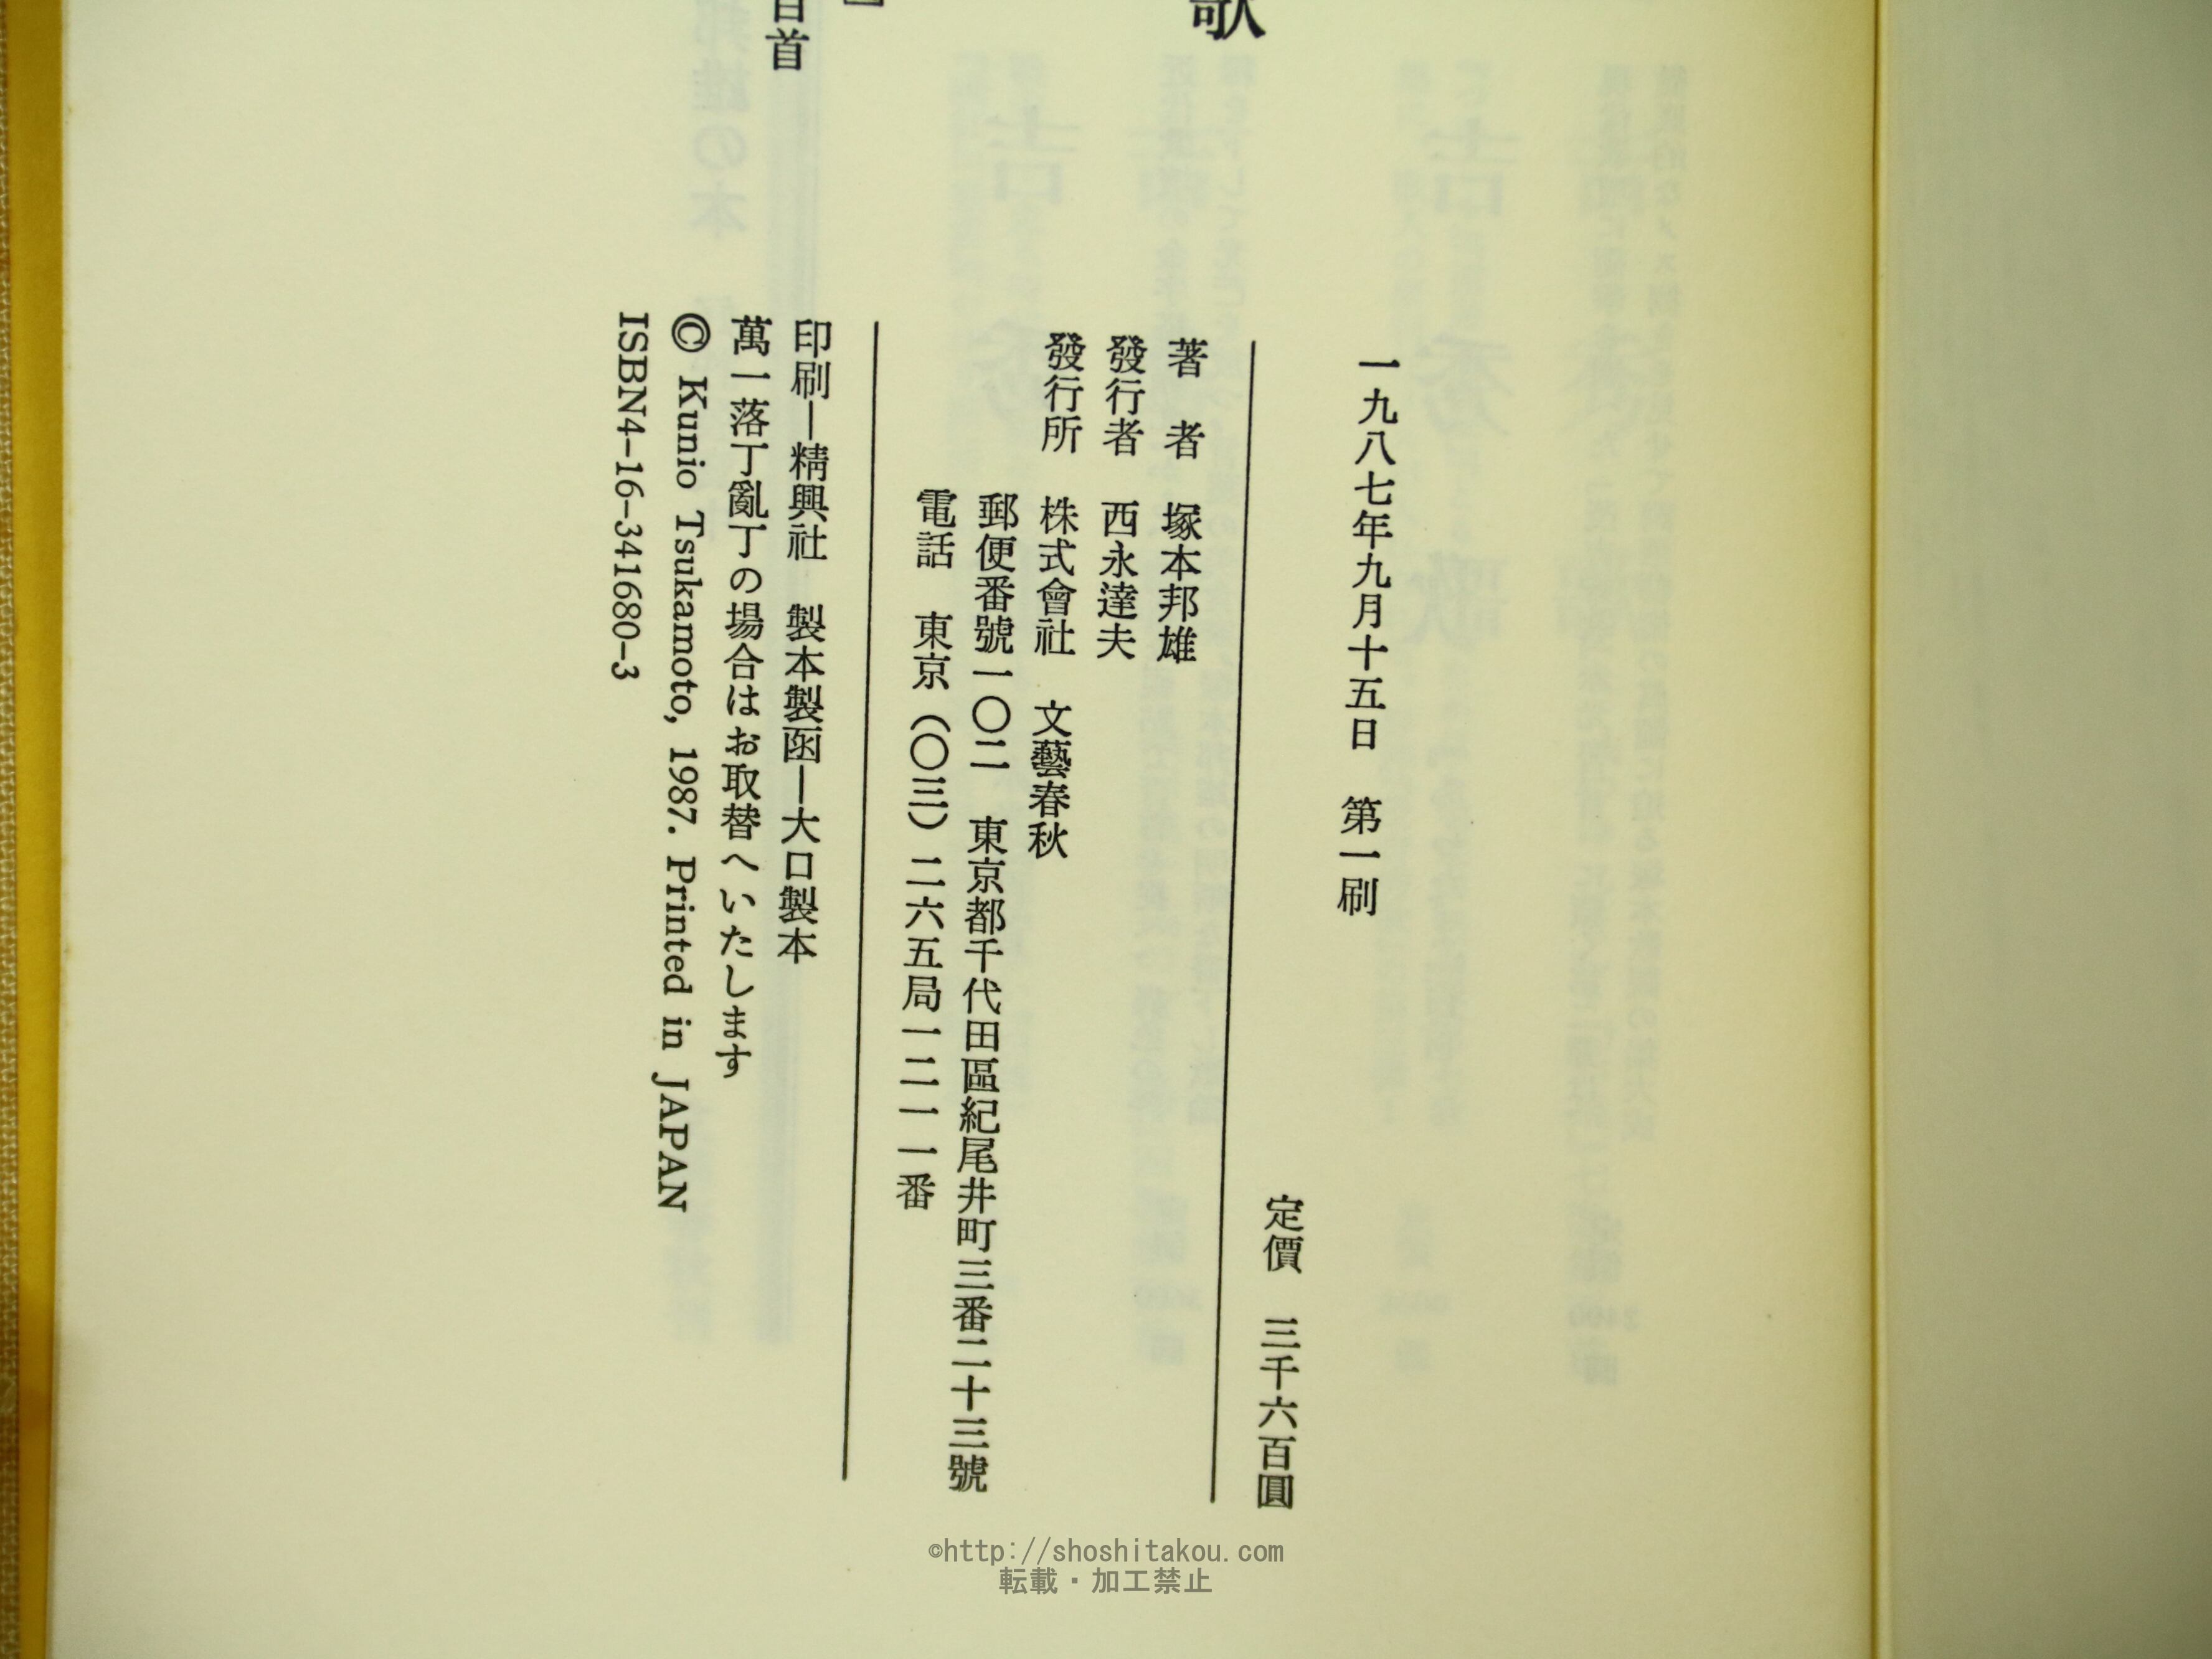 歌
百首
一九八七年九月十五日　第一刷
定價　三千六百圓
著　者　塚本邦雄
發行者　西永達夫
發行所　株式會社　文藝春秋
郵便番號一〇二　東京都千代田區紀尾井町三番二十三號
電話　東京（〇三）二六五局一二一一番
印刷―精興社　製本製函―大口製本
萬一落丁亂丁の場合はお取替へいたします
© Kunio Tsukamoto, 1987. Printed in JAPAN
ISBN4-16-341680-3
©http://shoshitakou.com
転載・加工禁止